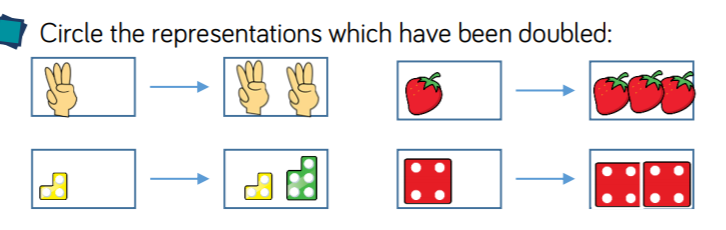 Circle the representations which have been doubled: